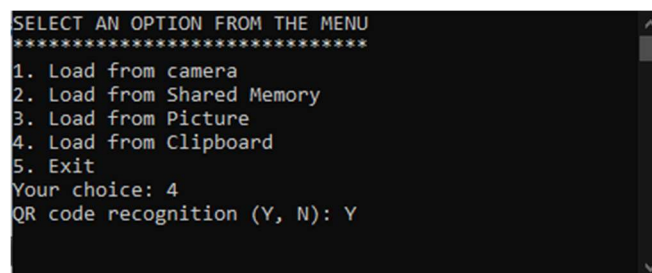 SELECT AN OPTION FROM THE MENU
******************************
1. Load from camera
2. Load from Shared Memory
3. Load from Picture
4. Load from Clipboard
5. Exit
Your choice: 4
QR code recognition (Y, N): Y